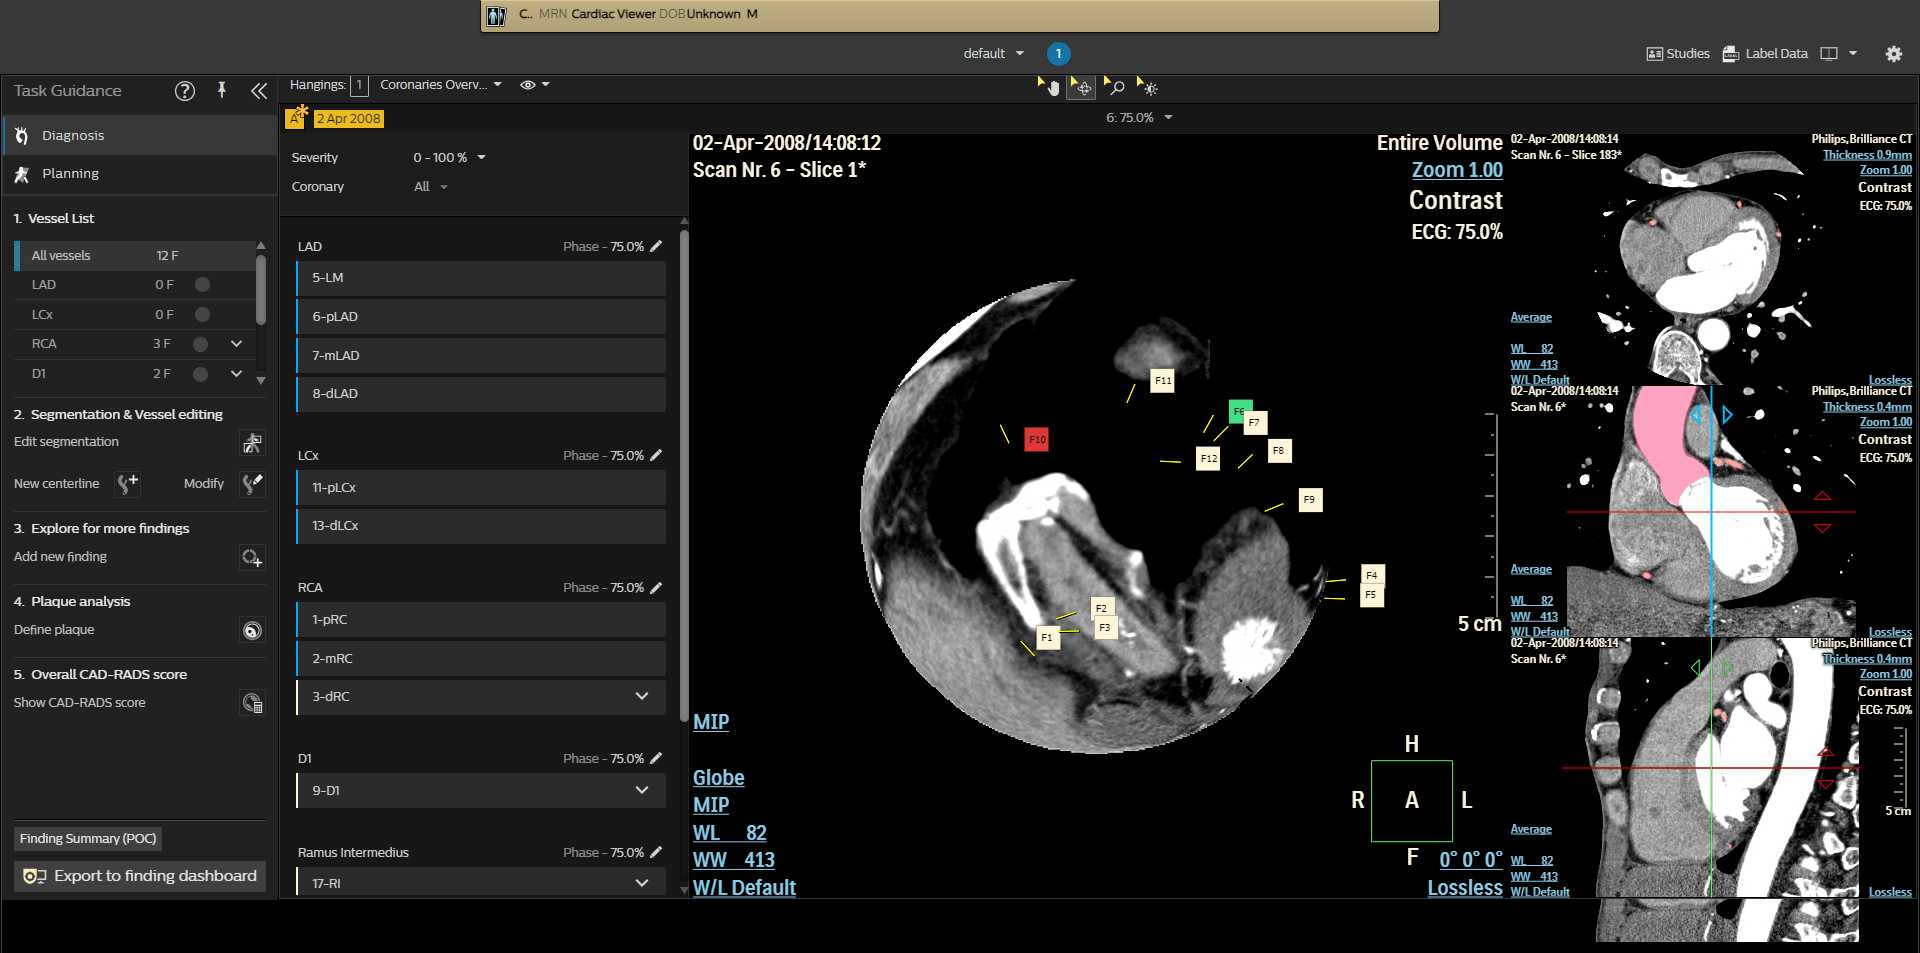 C.. MRN Cardiac Viewer DOB Unknown M
default 1
Studies Label Data
Task Guidance
Hangings: 1 Coronaries Overv...
Diagnosis
Planning
1. Vessel List
All vessels 12 F
LAD 0 F
LCx 0 F
RCA 3 F
D1 2 F
2. Segmentation & Vessel editing
Edit segmentation
New centerline Modify
3. Explore for more findings
Add new finding
4. Plaque analysis
Define plaque
5. Overall CAD-RADS score
Show CAD-RADS score
Finding Summary (POC)
Export to finding dashboard
A 2 Apr 2008
6: 75.0%
Severity 0 - 100 %
Coronary All
LAD Phase - 75.0%
5-LM
6-pLAD
7-mLAD
8-dLAD
LCx Phase - 75.0%
11-pLCx
13-dLCx
RCA Phase - 75.0%
1-pRC
2-mRC
3-dRC
D1 Phase - 75.0%
9-D1
Ramus Intermedius Phase - 75.0%
17-RI
02-Apr-2008/14:08:12
Scan Nr. 6 - Slice 1*
Entire Volume
Zoom 1.00
Contrast
ECG: 75.0%
F11
F6
F7
F10
F12
F8
F9
F4
F5
F2
F3
F1
5 cm
MIP
Globe
MIP
WL 82
WW 413
W/L Default
H
R A L
F
0° 0° 0°
Lossless
02-Apr-2008/14:08:14
Scan Nr. 6 - Slice 183*
Philips,Brilliance CT
Thickness 0.9mm
Zoom 1.00
Contrast
ECG: 75.0%
Average
WL 82
WW 413
W/L Default
Lossless
02-Apr-2008/14:08:14
Scan Nr. 6*
Philips,Brilliance CT
Thickness 0.4mm
Zoom 1.00
Contrast
ECG: 75.0%
Average
WL 82
WW 413
W/L Default
Lossless
02-Apr-2008/14:08:14
Scan Nr. 6*
Philips,Brilliance CT
Thickness 0.4mm
Zoom 1.00
Contrast
ECG: 75.0%
5 cm
Average
WL 82
WW 413
W/L Default
Lossless